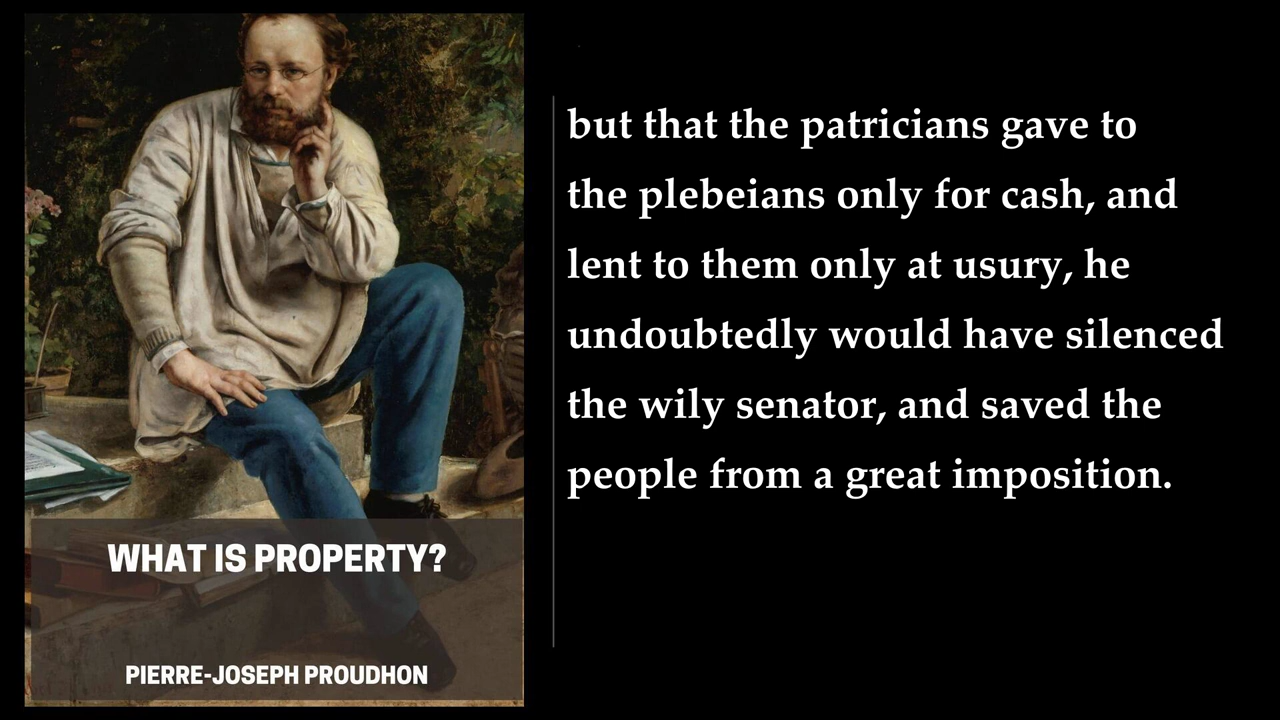 but that the patricians gave to
the plebeians only for cash, and
lent to them only at usury, he
undoubtedly would have silenced
the wily senator, and saved the
people from a great imposition.
WHAT IS PROPERTY?
PIERRE-JOSEPH PROUDHON